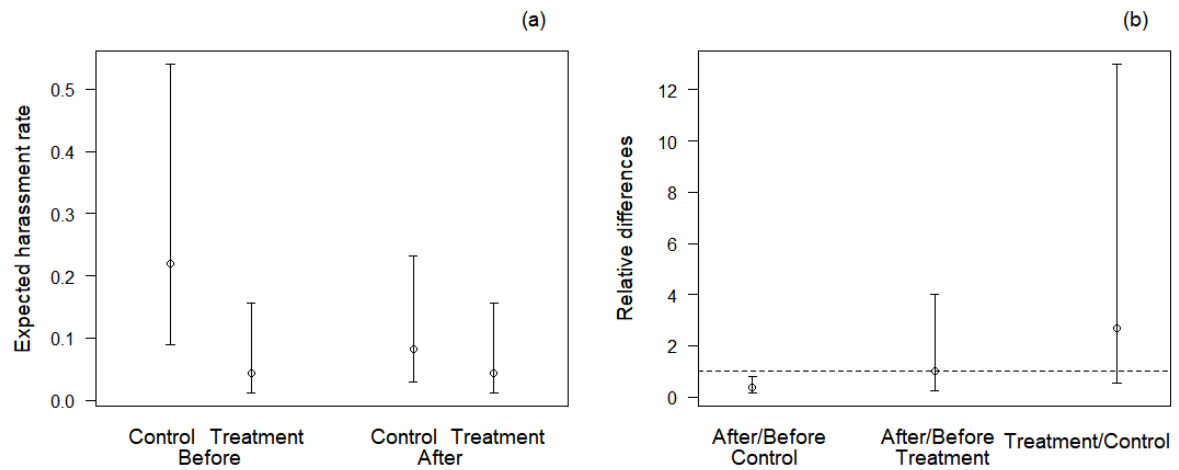 (a)
Expected harassment rate
0.5
0.4
0.3
0.2
0.1
0.0
Control Treatment Control Treatment
Before After
(b)
Relative differences
12
10
8
6
4
2
0
After/Before After/Before Treatment/Control
Control Treatment